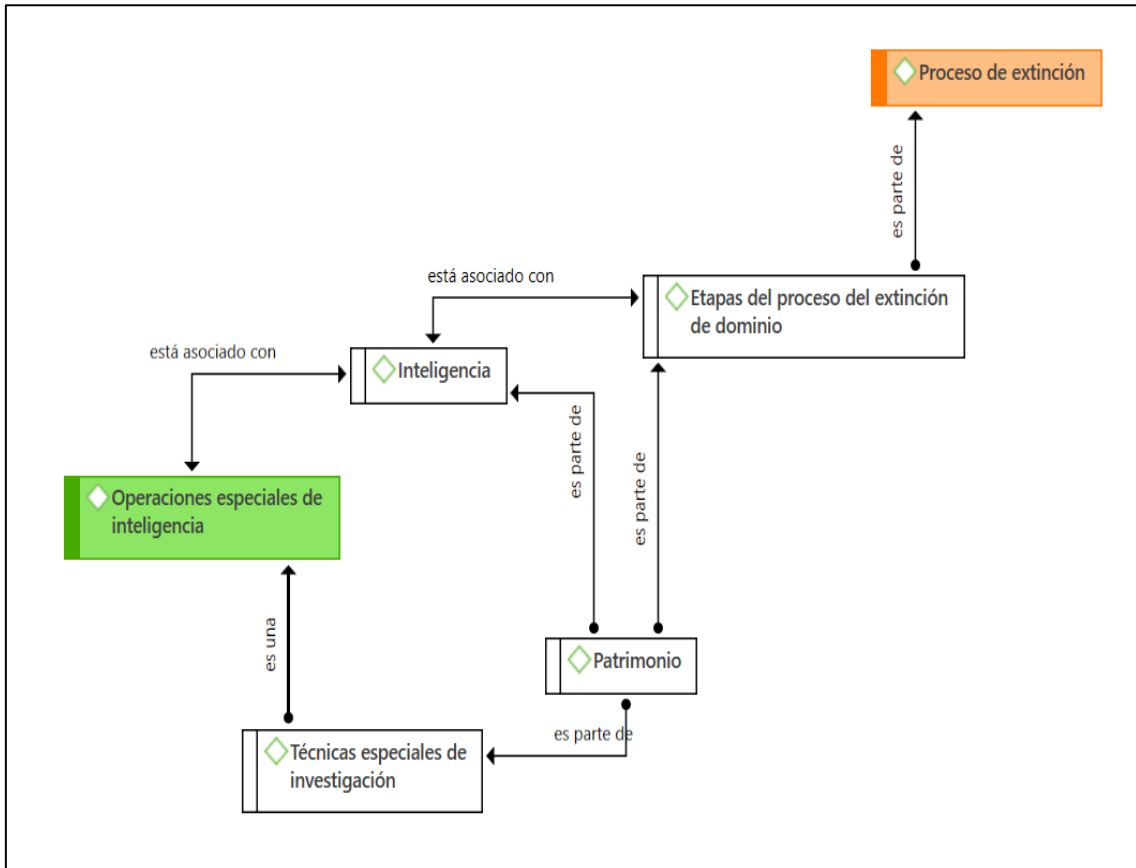 Proceso de extinción
es parte de
está asociado con
Etapas del proceso del extinción
de dominio
está asociado con
Inteligencia
es parte de
es parte de
Operaciones especiales de
inteligencia
es una
Patrimonio
es parte de
Técnicas especiales de
investigación